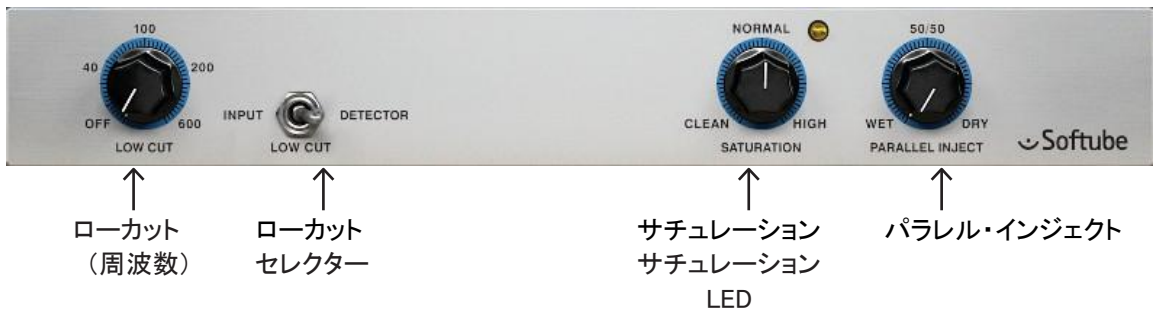 100
NORMAL
50/50
40
200
INPUT
DETECTOR
OFF
600
CLEAN
HIGH
WET
DRY
LOW CUT
LOW CUT
SATURATION
PARALLEL INJECT
Softube
ローカット
（周波数）
ローカット
セレクター
サチュレーション
サチュレーション
LED
パラレル・インジェクト